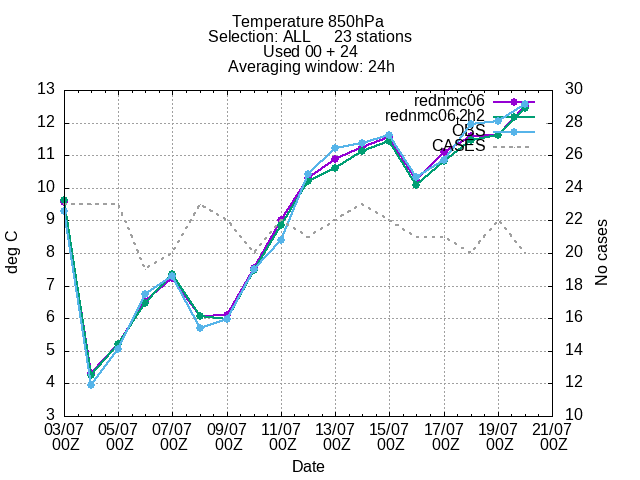 Temperature 850hPa
Selection: ALL 23 stations
Used 00 + 24
Averaging window: 24h
13 30
rednmc06
rednmc06.2h2
12 28
OBS
CASES
11 26
10 24
9 22
deg C
No cases
8 20
7 18
6 16
5 14
4 12
3 10
03/07 05/07 07/07 09/07 11/07 13/07 15/07 17/07 19/07 21/07
00Z 00Z 00Z 00Z 00Z 00Z 00Z 00Z 00Z 00Z
Date